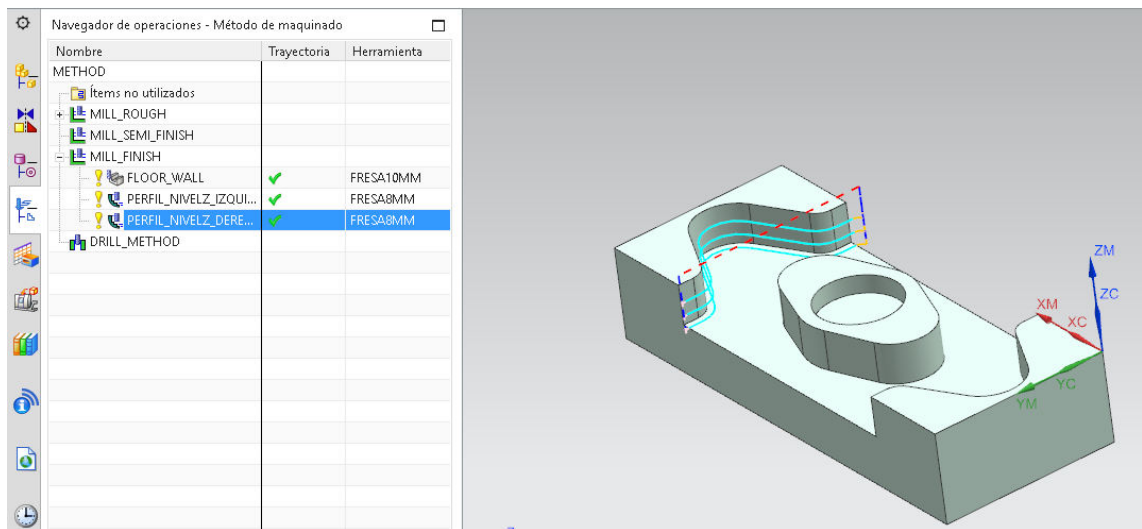 Navegador de operaciones - Método de maquinado
Nombre Trayectoria Herramienta
METHOD
Ítems no utilizados
MILL_ROUGH
MILL_SEMI_FINISH
MILL_FINISH
FLOOR_WALL FRESA10MM
PERFIL_NIVELZ_IZQUI... FRESA8MM
PERFIL_NIVELZ_DERE... FRESA8MM
DRILL_METHOD
ZM
ZC
XM
XC
YC
YM